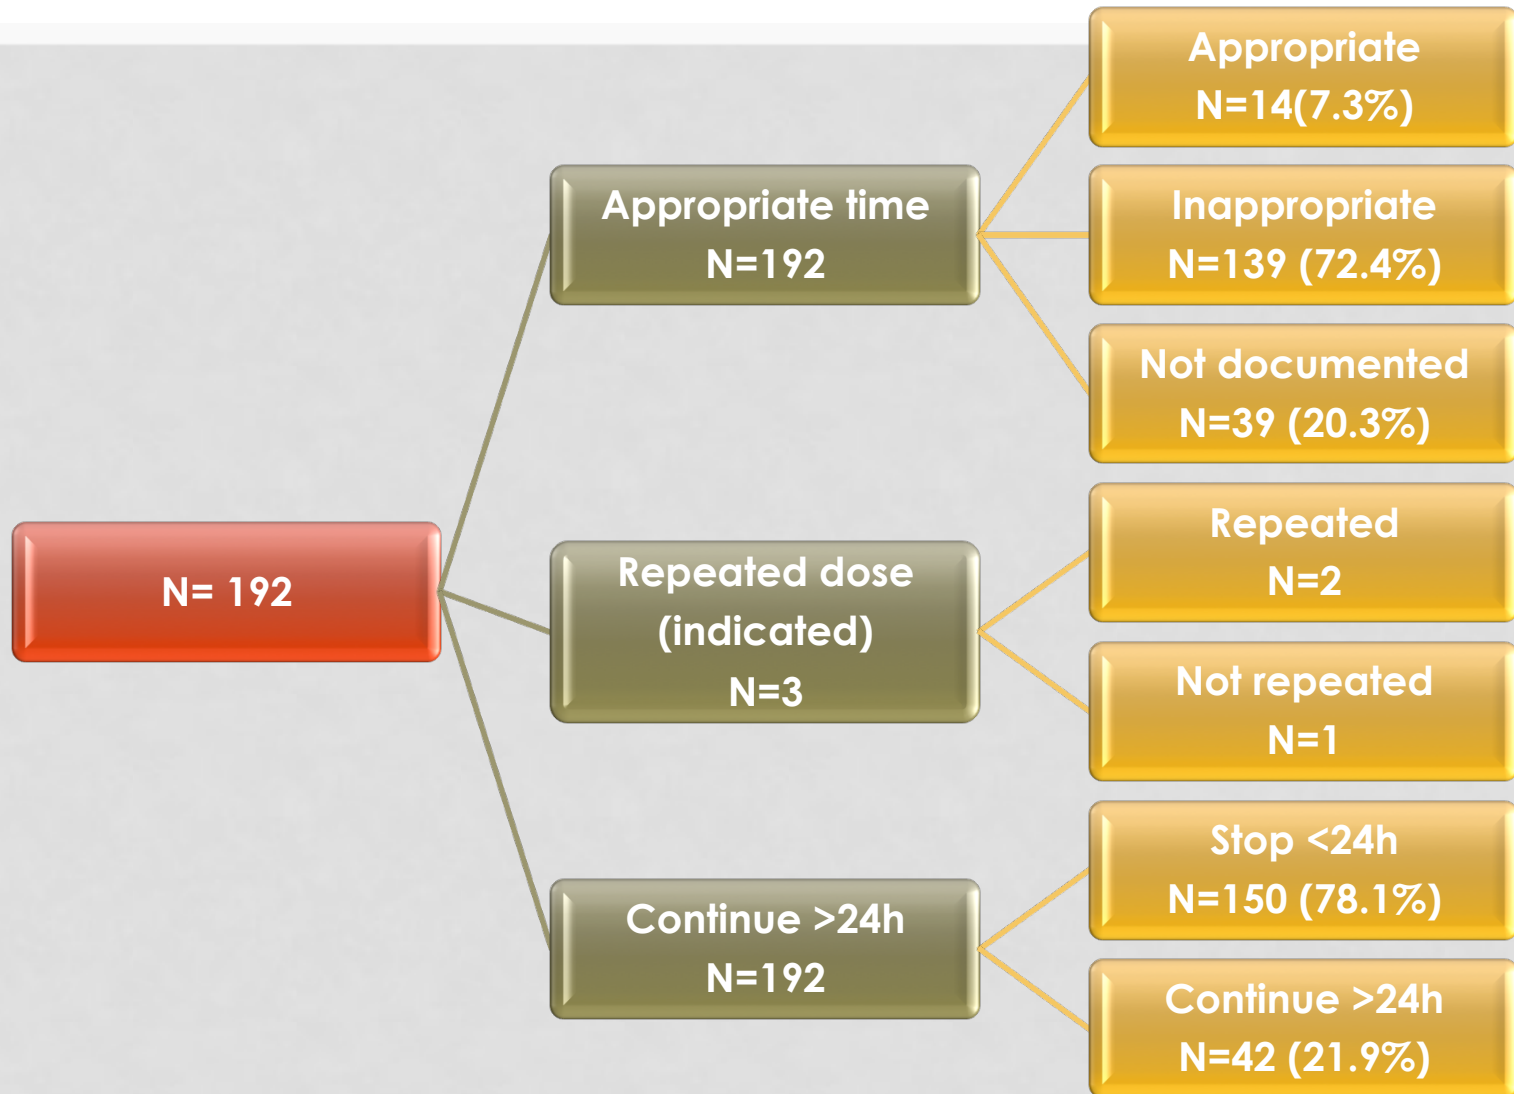 N= 192
Appropriate time
N=192
Appropriate
N=14(7.3%)
Inappropriate
N=139 (72.4%)
Not documented
N=39 (20.3%)
Repeated dose
(indicated)
N=3
Repeated
N=2
Not repeated
N=1
Continue >24h
N=192
Stop <24h
N=150 (78.1%)
Continue >24h
N=42 (21.9%)